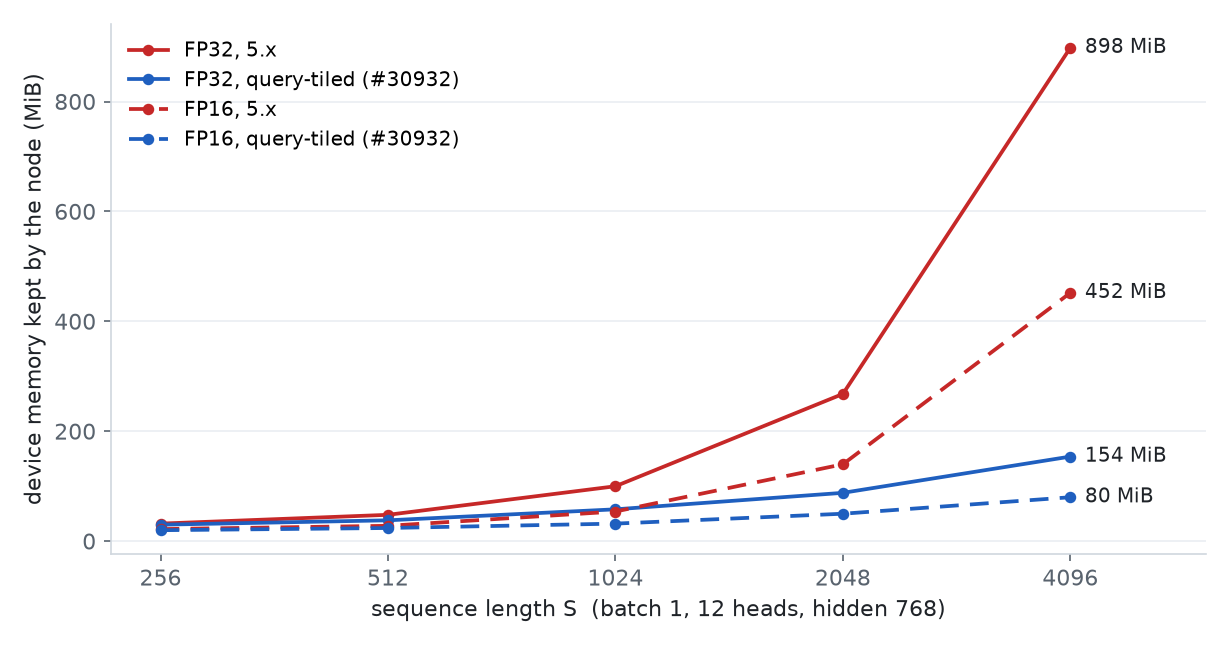 FP32, 5.x
FP32, query-tiled (#30932)
FP16, 5.x
FP16, query-tiled (#30932)
898 MiB
452 MiB
154 MiB
80 MiB
device memory kept by the node (MiB)
800
600
400
200
0
256 512 1024 2048 4096
sequence length S (batch 1, 12 heads, hidden 768)